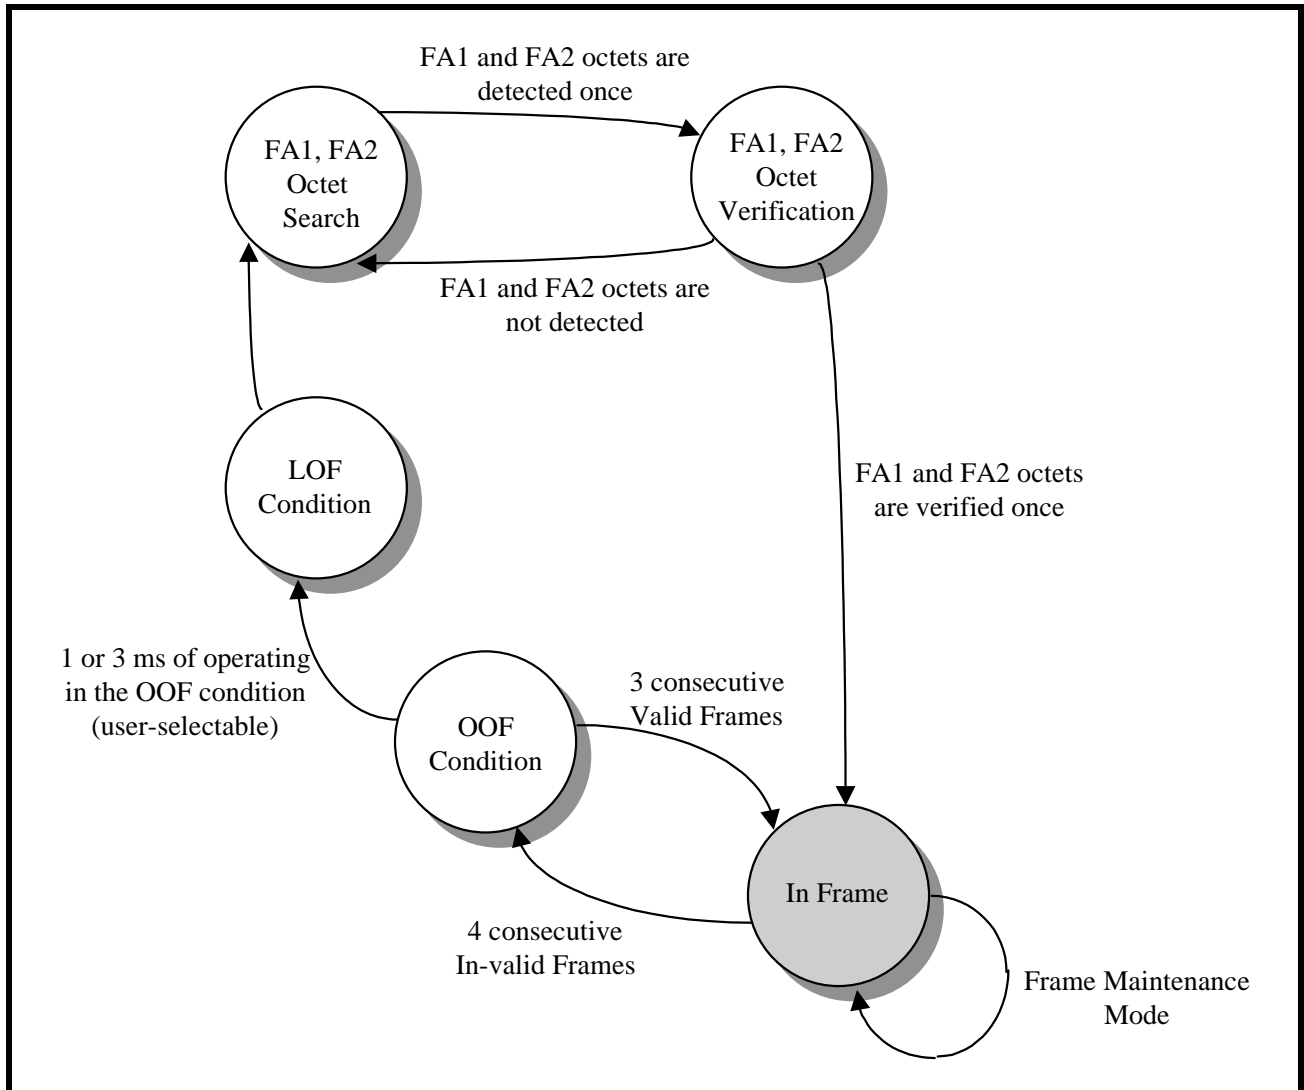 FA1 and FA2 octets are
detected once
FA1, FA2
Octet
Search
FA1, FA2
Octet
Verification
FA1 and FA2 octets are
not detected
LOF
Condition
FA1 and FA2 octets
are verified once
1 or 3 ms of operating
in the OOF condition
(user-selectable)
3 consecutive
Valid Frames
OOF
Condition
In Frame
4 consecutive
In-valid Frames
Frame Maintenance
Mode